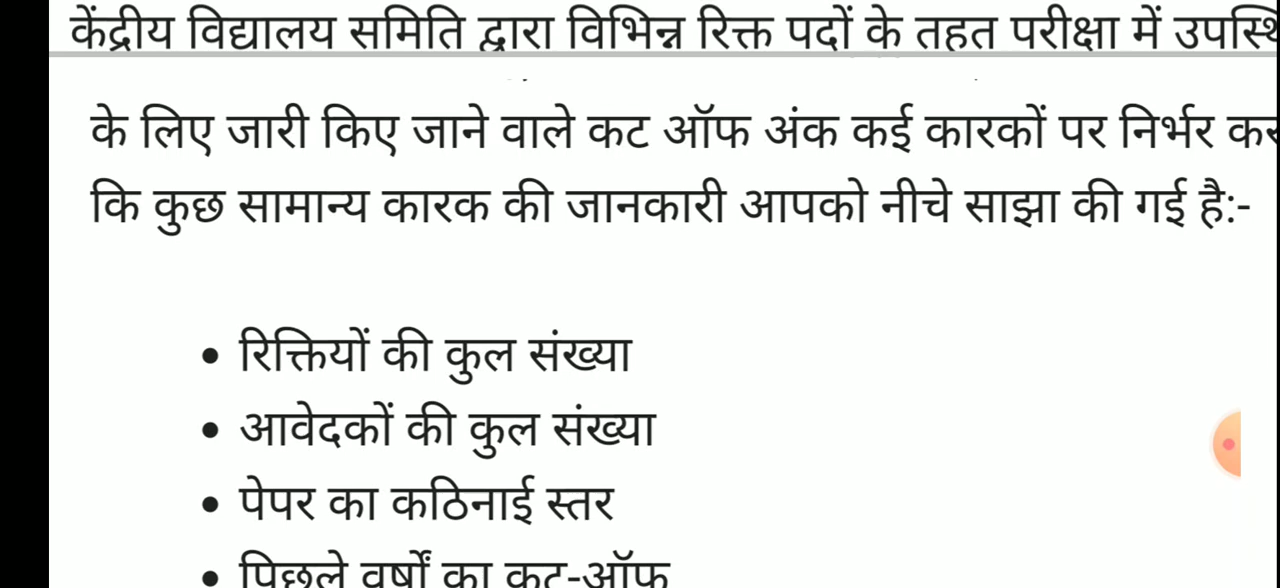 केंद्रीय विद्यालय समिति द्वारा विभिन्न रिक्त पदों के तहत परीक्षा में
के लिए जारी किए जाने वाले कट ऑफ अंक कई कारकों पर निर्भर
कि कुछ सामान्य कारक की जानकारी आपको नीचे साझा की गई है:-
• रिक्तियों की कुल संख्या
• आवेदकों की कुल संख्या
• पेपर का कठिनाई स्तर
• पिछले वर्षों का कट-ऑफ